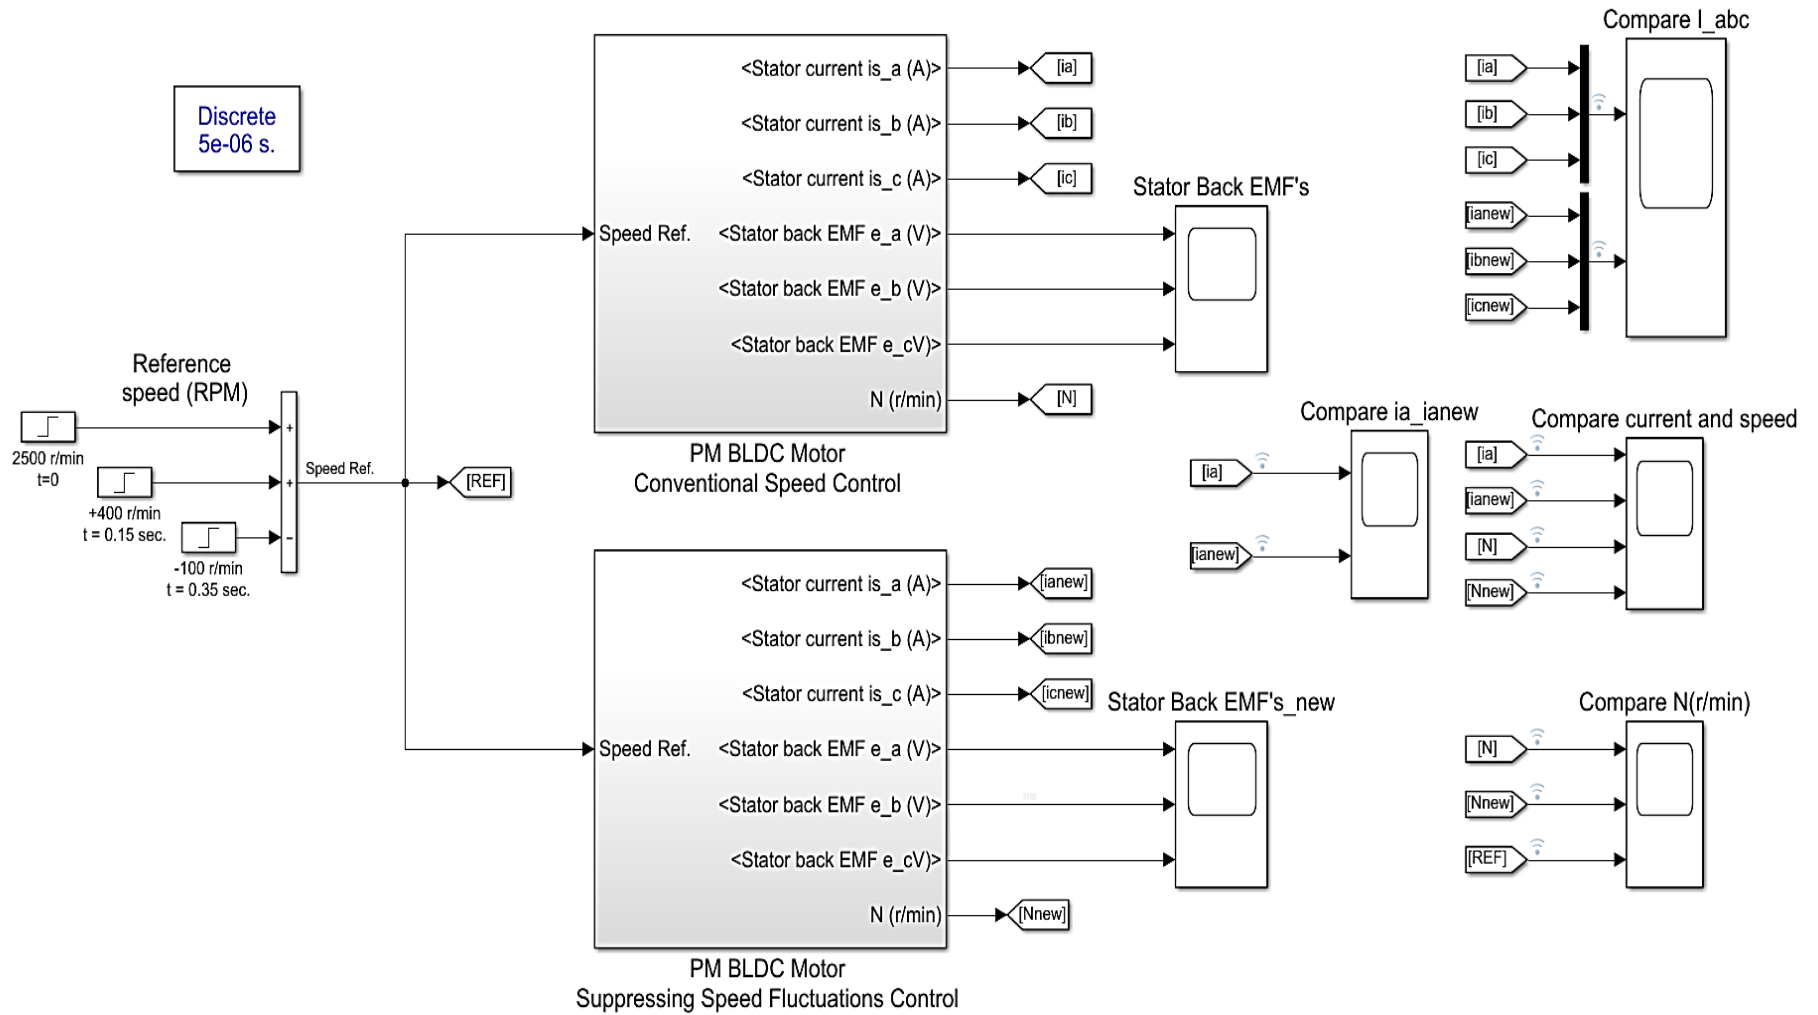 Discrete
5e-06 s.
Reference
speed (RPM)
2500 r/min
t=0
+400 r/min
t = 0.15 sec.
-100 r/min
t = 0.35 sec.
+
+
−
Speed Ref.
[REF]
Speed Ref.
<Stator current is_a (A)>
<Stator current is_b (A)>
<Stator current is_c (A)>
<Stator back EMF e_a (V)>
<Stator back EMF e_b (V)>
<Stator back EMF e_cV)>
N (r/min)
PM BLDC Motor
Conventional Speed Control
[ia]
[ib]
[ic]
Stator Back EMF's
[N]
Speed Ref.
<Stator current is_a (A)>
<Stator current is_b (A)>
<Stator current is_c (A)>
<Stator back EMF e_a (V)>
<Stator back EMF e_b (V)>
<Stator back EMF e_cV)>
N (r/min)
PM BLDC Motor
Suppressing Speed Fluctuations Control
[ianew]
[ibnew]
[icnew]
Stator Back EMF's_new
[Nnew]
Compare I_abc
[ia]
[ib]
[ic]
[ianew]
[ibnew]
[icnew]
Compare ia_ianew
[ia]
[ianew]
Compare current and speed
[ia]
[ianew]
[N]
[Nnew]
Compare N(r/min)
[N]
[Nnew]
[REF]